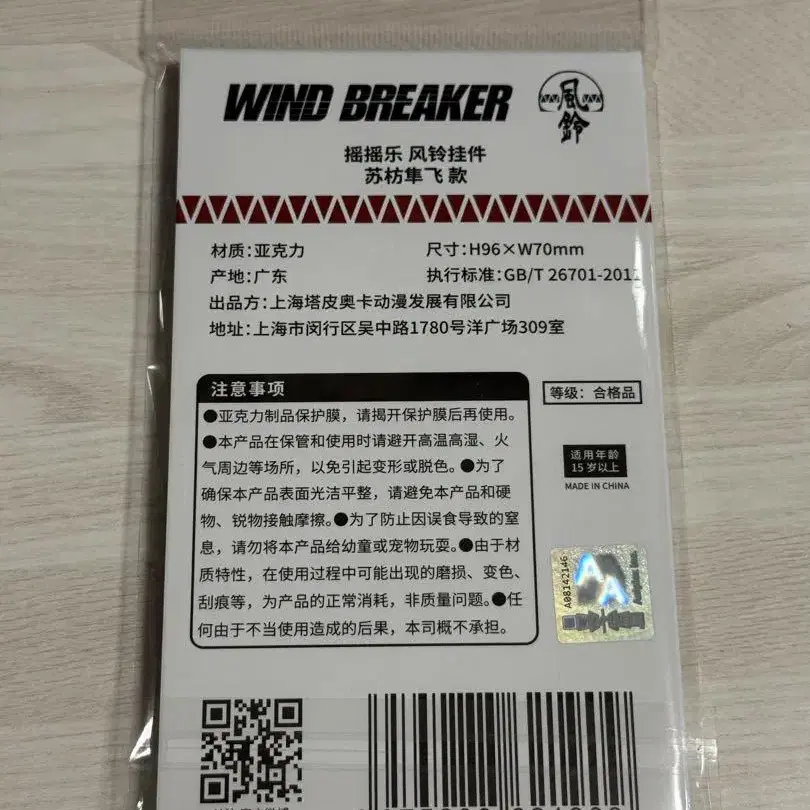 WIND BREAKER
風鈴
摇摇乐 风铃挂件
苏枋隼飞 款
材质：亚克力
尺寸：H96×W70mm
产地：广东
执行标准：GB/T 26701-2011
出品方：上海塔皮奥卡动漫发展有限公司
地址：上海市闵行区吴中路1780号洋广场309室
注意事项
等级：合格品
●亚克力制品保护膜，请揭开保护膜后再使用。
●本产品在保管和使用时请避开高温高湿、火
气周边等场所，以免引起变形或脱色。●为了
确保本产品表面光洁平整，请避免本产品和硬
物、锐物接触摩擦。●为了防止因误食导致的窒
息，请勿将本产品给幼童或宠物玩耍。●由于材
质特性，在使用过程中可能出现的磨损、变色、
刮痕等，为产品的正常消耗，非质量问题。●任
何由于不当使用造成的后果，本司概不承担。
适用年龄
15岁以上
MADE IN CHINA
A08142146
AA